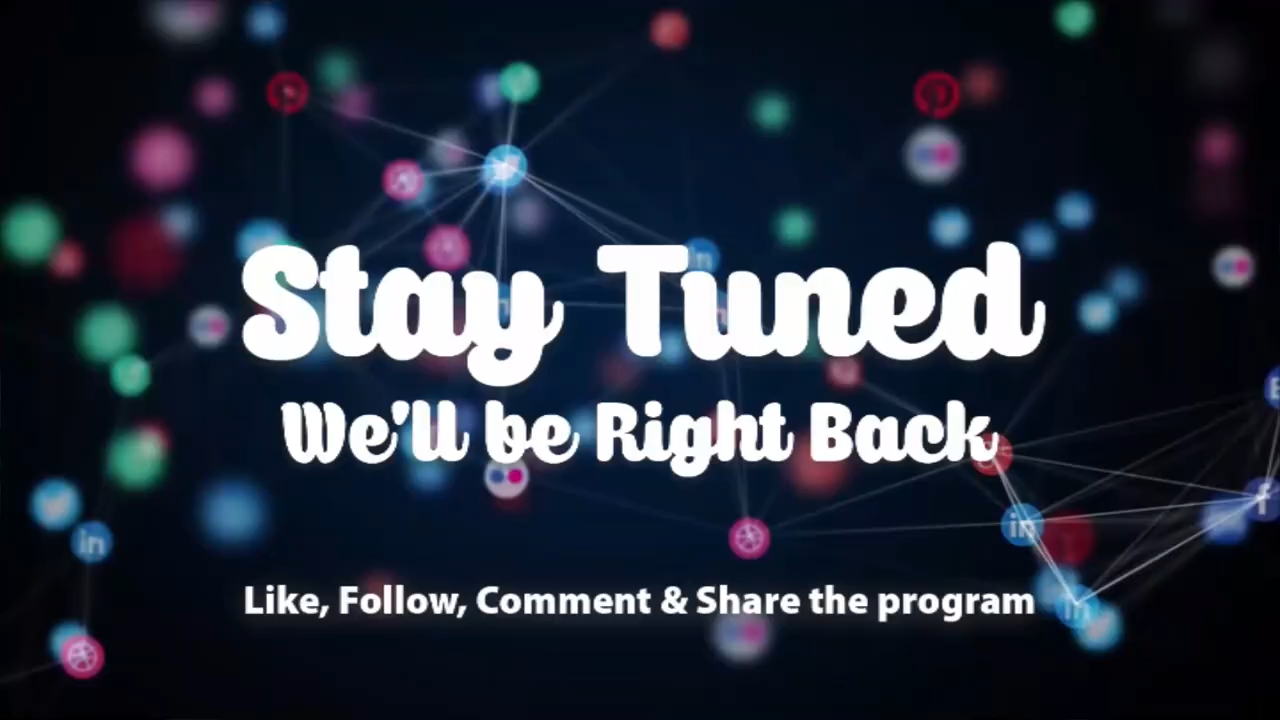 Stay Tuned
We'll be Right Back
Like, Follow, Comment & Share the program